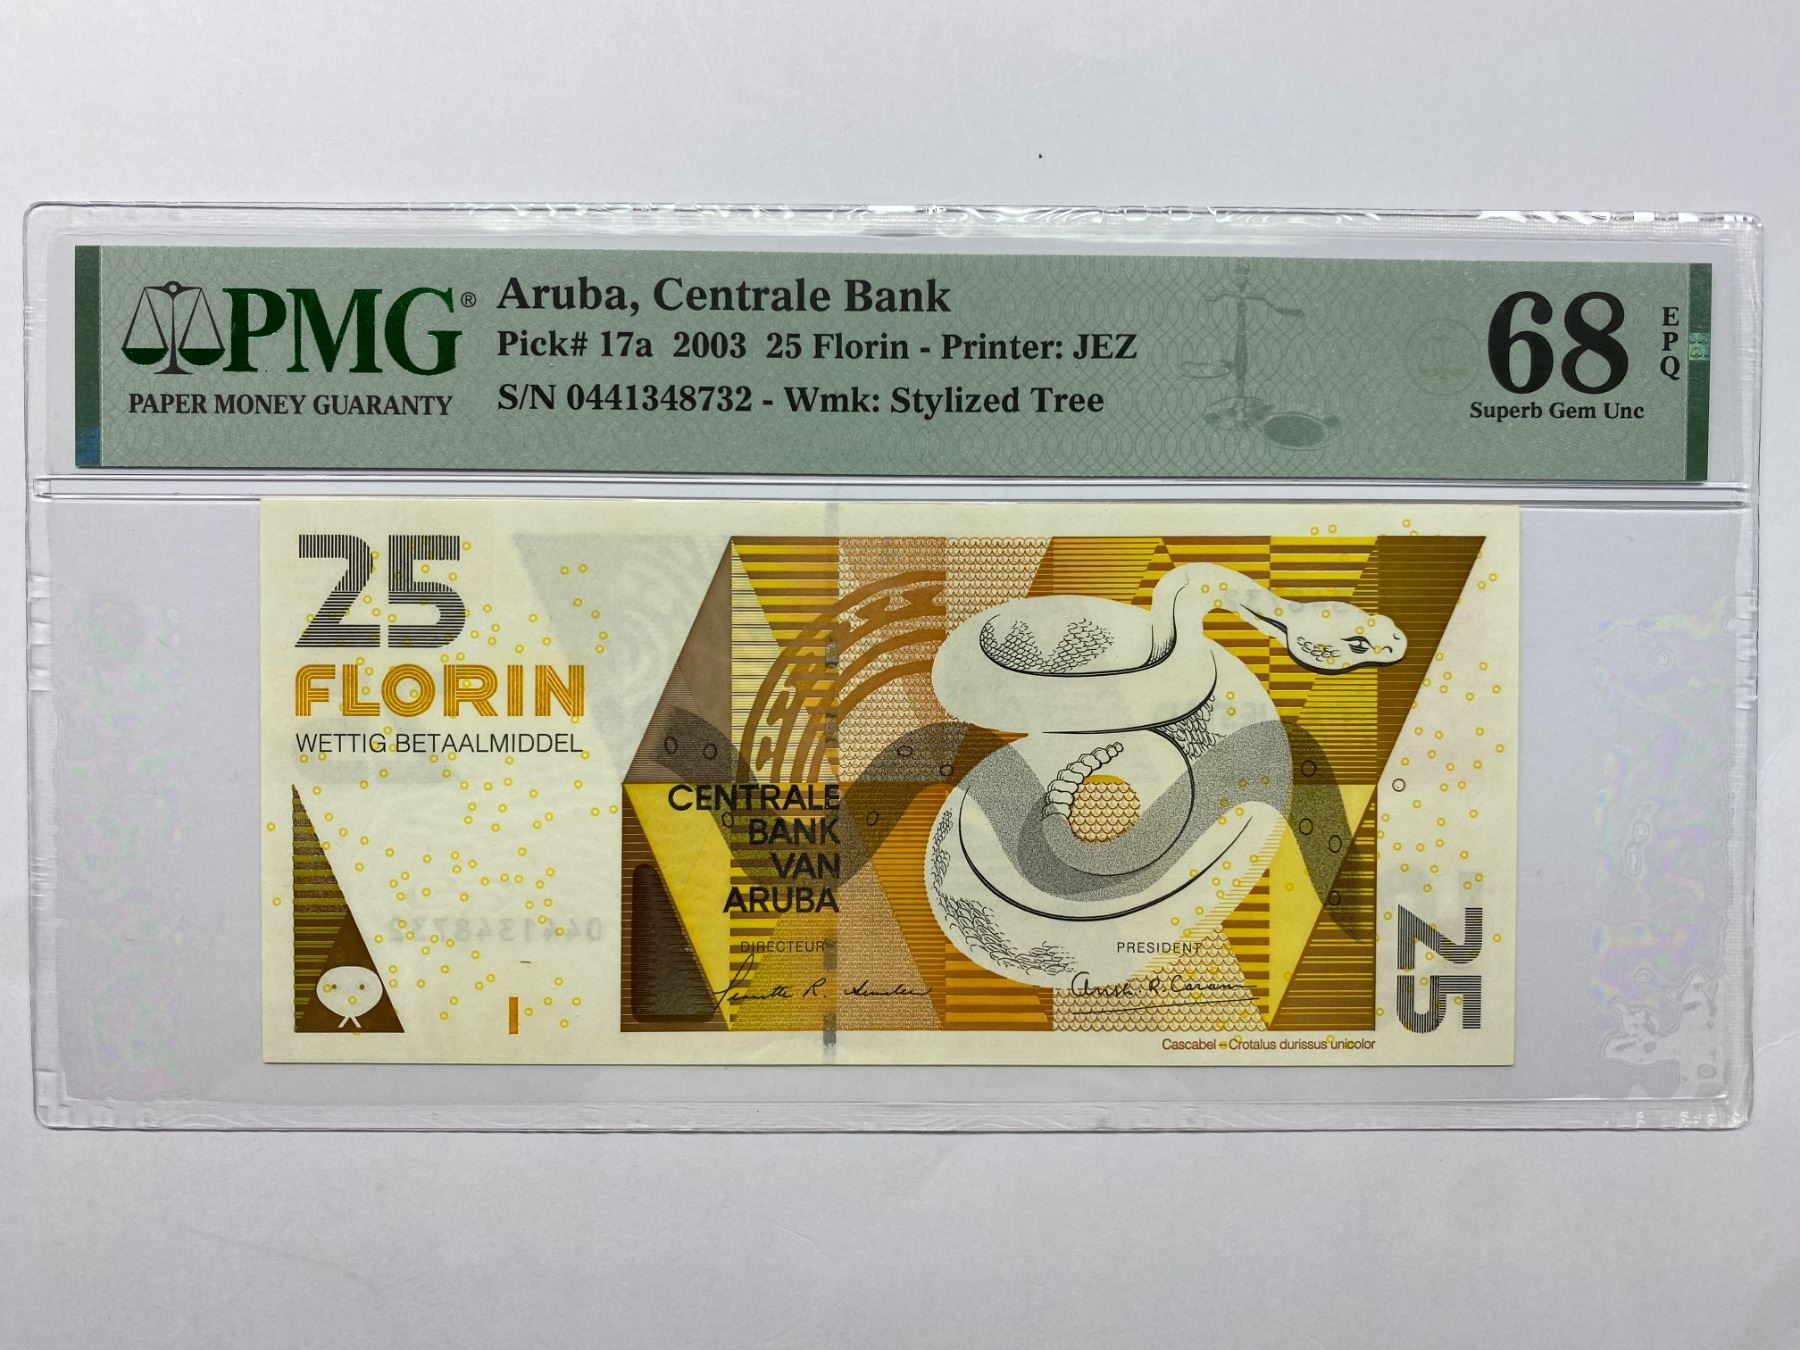 PMG®
PAPER MONEY GUARANTY
Aruba, Centrale Bank
Pick# 17a 2003 25 Florin - Printer: JEZ
S/N 0441348732 - Wmk: Stylized Tree
68
EPQ
Superb Gem Unc
25
FLORIN
WETTIG BETAALMIDDEL
CENTRALE
BANK
VAN
ARUBA
DIRECTEUR
PRESIDENT
25
Cascabel – Crotalus durissus unicolor
0441348732